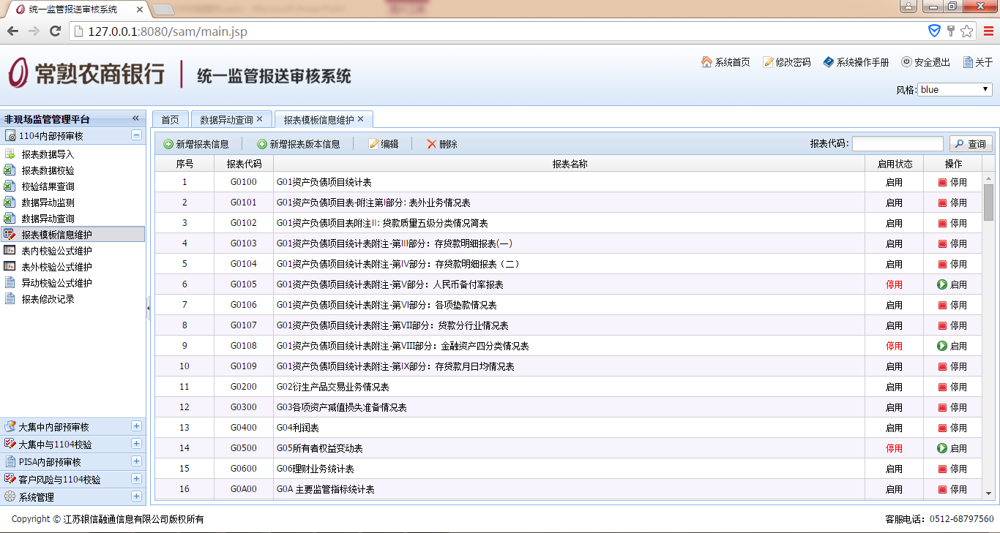 统一监管报送审核系统
127.0.0.1:8080/sam/main.jsp
常熟农商银行 统一监管报送审核系统
系统首页 修改密码 系统操作手册 安全退出 关于
风格: blue
非现场监管管理平台
1104内部预审核
报表数据导入
报表数据校验
校验结果查询
数据异动监测
数据异动查询
报表模板信息维护
表内校验公式维护
表外校验公式维护
异动校验公式维护
报表修改记录
大集中内部预审核
大集中与1104校验
PISA内部预审核
客户风险与1104校验
系统管理
首页 数据异动查询 报表模板信息维护
新增报表信息 新增报表版本信息 编辑 删除 报表代码: 查询
序号 报表代码 报表名称 启用状态 操作
1 G0100 G01资产负债项目统计表 启用 停用
2 G0101 G01资产负债项目表-附注第I部分: 表外业务情况表 启用 停用
3 G0102 G01资产负债项目表附注II: 贷款质量五级分类情况简表 启用 停用
4 G0103 G01资产负债项目统计表附注-第III部分：存贷款明细报表(一) 启用 停用
5 G0104 G01资产负债项目统计表附注-第IV部分：存贷款明细报表（二） 启用 停用
6 G0105 G01资产负债项目统计表附注-第V部分：人民币备付率报表 停用 启用
7 G0106 G01资产负债项目统计表附注-第VI部分：各项垫款情况表 启用 停用
8 G0107 G01资产负债项目统计表附注-第VII部分：贷款分行业情况表 启用 停用
9 G0108 G01资产负债项目统计表附注-第VIII部分：金融资产四分类情况表 停用 启用
10 G0109 G01资产负债项目统计表附注-第IX部分：存贷款月日均情况表 启用 停用
11 G0200 G02衍生产品交易业务情况表 启用 停用
12 G0300 G03各项资产减值损失准备情况表 启用 停用
13 G0400 G04利润表 启用 停用
14 G0500 G05所有者权益变动表 停用 启用
15 G0600 G06理财业务统计表 启用 停用
16 G0A00 G0A 主要监管指标统计表 启用 停用
Copyright © 江苏银信融通信息有限公司版权所有
客服电话：0512-68797560